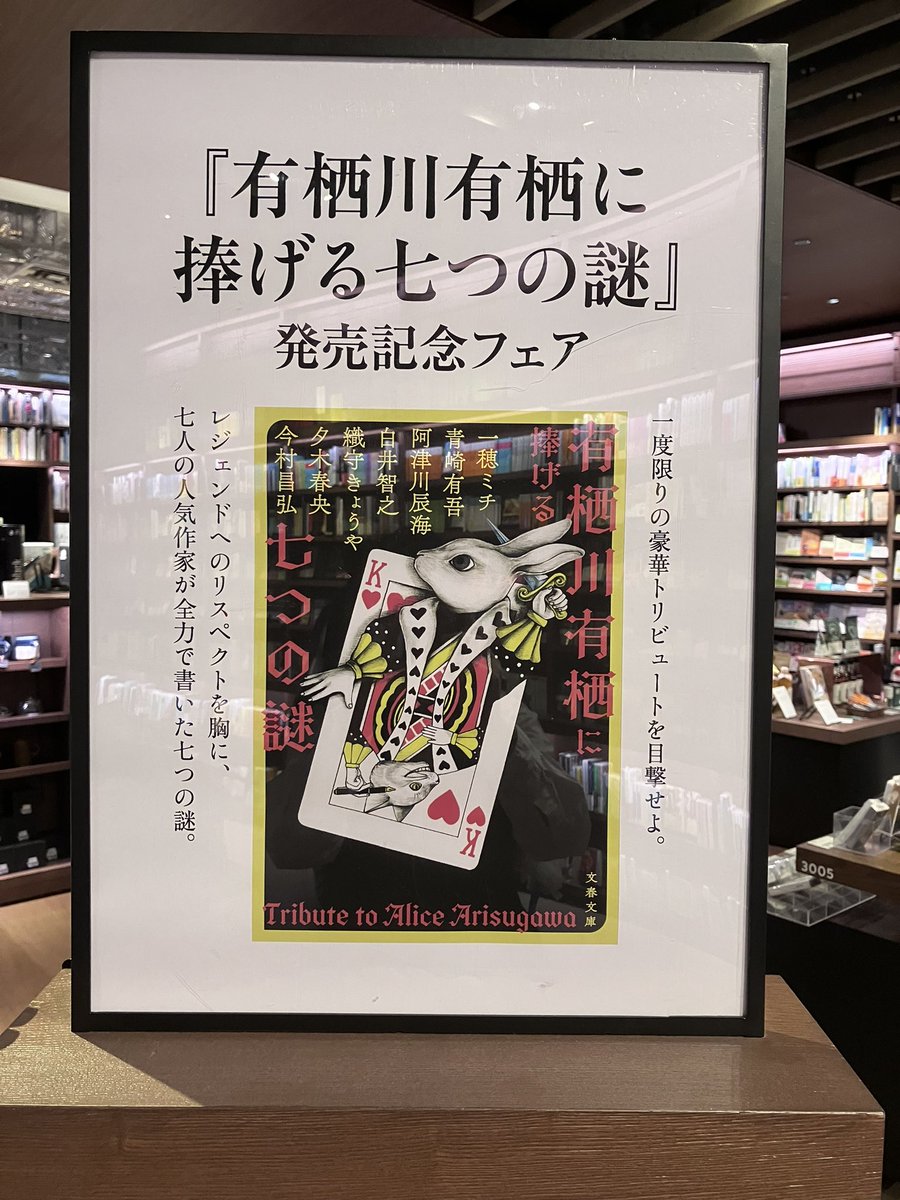 『有栖川有栖に
捧げる七つの謎』
発売記念フェア
一度限りの豪華トリビュートを目撃せよ。
有栖川有栖に
捧げる
七つの謎
一穂ミチ
青崎有吾
阿津川辰海
白井智之
織守きょうや
夕木春央
今村昌弘
K
K
Tribute to Alice Arisugawa
文春文庫
レジェンドへのリスペクトを胸に、
七人の人気作家が全力で書いた七つの謎。
3005